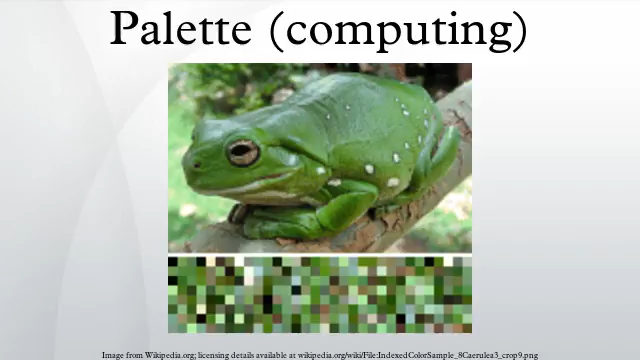 Palette (computing)
Image from Wikipedia.org; licensing details available at wikipedia.org/wiki/File:IndexedColorSample_8Caerulea3_crop9.png